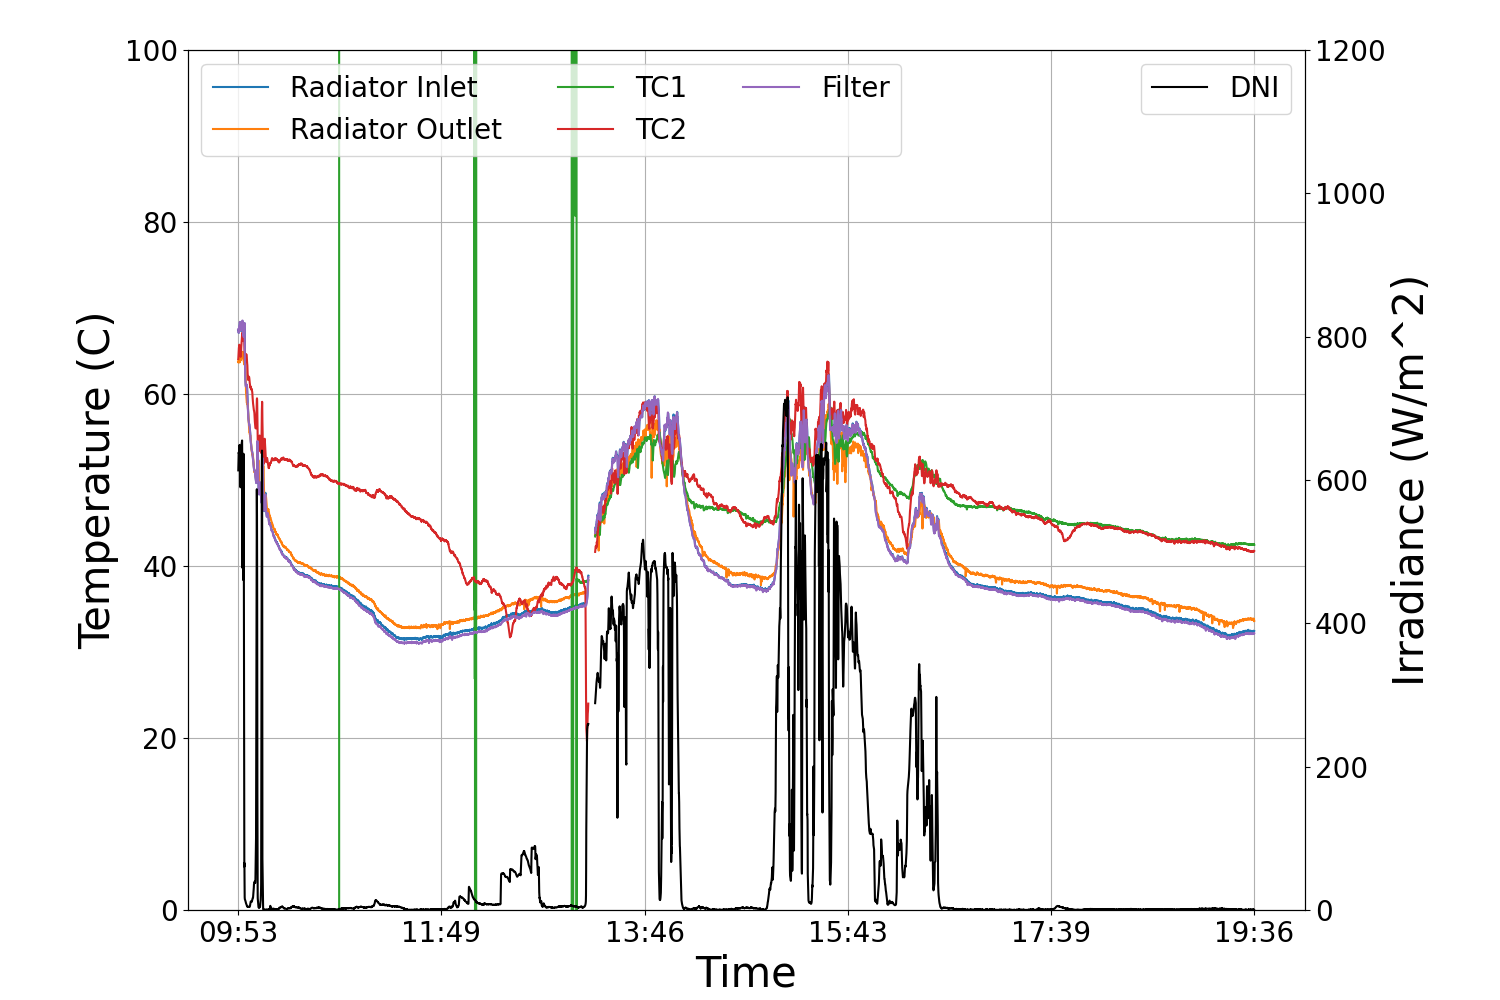 100
80
60
40
20
0
Temperature (C)
Radiator Inlet
Radiator Outlet
TC1
TC2
Filter
DNI
1200
1000
800
600
400
200
0
Irradiance (W/m^2)
09:53 11:49 13:46 15:43 17:39 19:36
Time